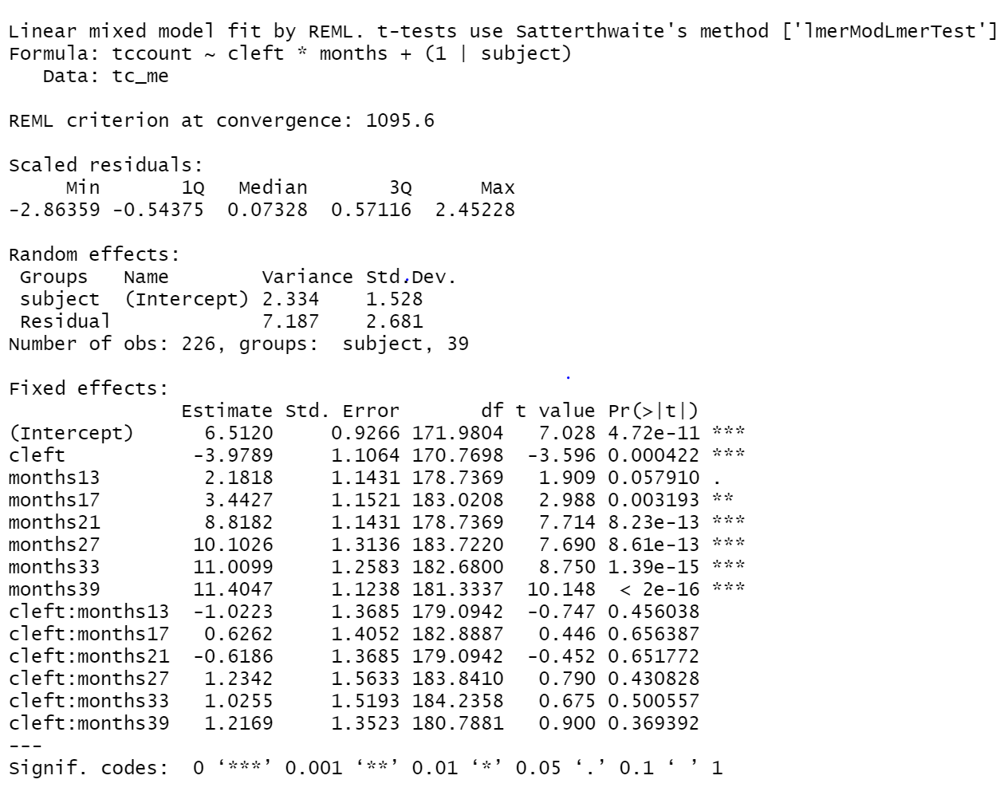 Linear mixed model fit by REML. t-tests use Satterthwaite's method ['lmerModLmerTest']
Formula: tccount ~ cleft * months + (1 | subject)
   Data: tc_me

REML criterion at convergence: 1095.6

Scaled residuals:
     Min       1Q   Median       3Q      Max
-2.86359 -0.54375  0.07328  0.57116  2.45228

Random effects:
 Groups   Name        Variance Std.Dev.
 subject  (Intercept) 2.334    1.528
 Residual             7.187    2.681
Number of obs: 226, groups:  subject, 39

Fixed effects:
               Estimate Std. Error       df t value Pr(>|t|)
(Intercept)      6.5120     0.9266 171.9804   7.028 4.72e-11 ***
cleft           -3.9789     1.1064 170.7698  -3.596 0.000422 ***
months13         2.1818     1.1431 178.7369   1.909 0.057910 .
months17         3.4427     1.1521 183.0208   2.988 0.003193 **
months21         8.8182     1.1431 178.7369   7.714 8.23e-13 ***
months27        10.1026     1.3136 183.7220   7.690 8.61e-13 ***
months33        11.0099     1.2583 182.6800   8.750 1.39e-15 ***
months39        11.4047     1.1238 181.3337  10.148  < 2e-16 ***
cleft:months13  -1.0223     1.3685 179.0942  -0.747 0.456038
cleft:months17   0.6262     1.4052 182.8887   0.446 0.656387
cleft:months21  -0.6186     1.3685 179.0942  -0.452 0.651772
cleft:months27   1.2342     1.5633 183.8410   0.790 0.430828
cleft:months33   1.0255     1.5193 184.2358   0.675 0.500557
cleft:months39   1.2169     1.3523 180.7881   0.900 0.369392
---
Signif. codes:  0 ‘***’ 0.001 ‘**’ 0.01 ‘*’ 0.05 ‘.’ 0.1 ‘ ’ 1